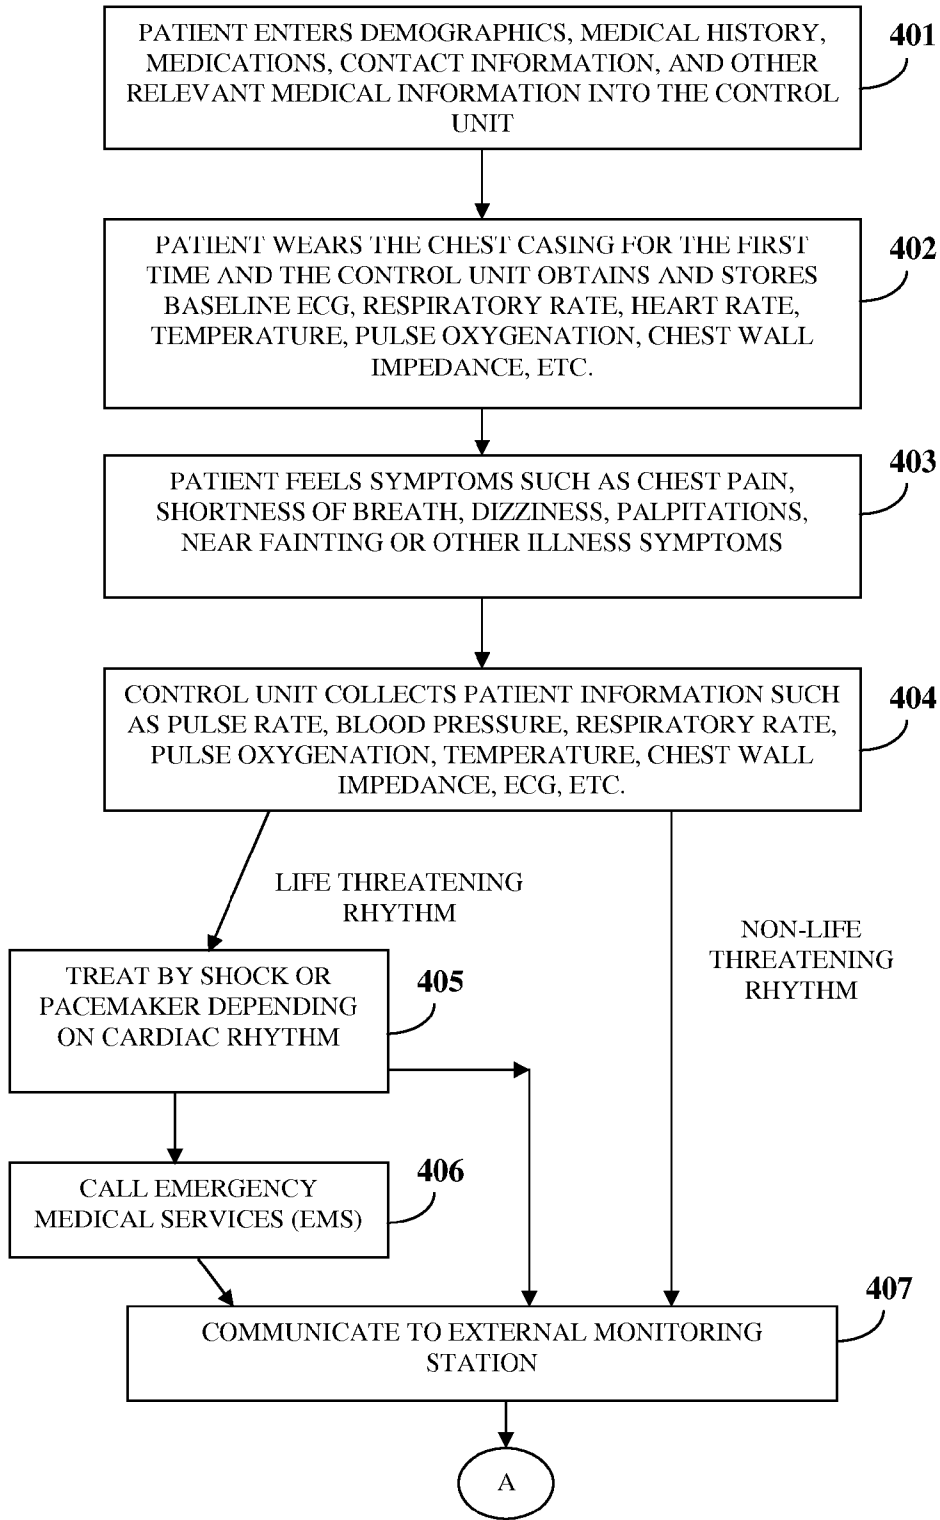 PATIENT ENTERS DEMOGRAPHICS, MEDICAL HISTORY,
MEDICATIONS, CONTACT INFORMATION, AND OTHER
RELEVANT MEDICAL INFORMATION INTO THE CONTROL
UNIT
401
PATIENT WEARS THE CHEST CASING FOR THE FIRST
TIME AND THE CONTROL UNIT OBTAINS AND STORES
BASELINE ECG, RESPIRATORY RATE, HEART RATE,
TEMPERATURE, PULSE OXYGENATION, CHEST WALL
IMPEDANCE, ETC.
402
PATIENT FEELS SYMPTOMS SUCH AS CHEST PAIN,
SHORTNESS OF BREATH, DIZZINESS, PALPITATIONS,
NEAR FAINTING OR OTHER ILLNESS SYMPTOMS
403
CONTROL UNIT COLLECTS PATIENT INFORMATION SUCH
AS PULSE RATE, BLOOD PRESSURE, RESPIRATORY RATE,
PULSE OXYGENATION, TEMPERATURE, CHEST WALL
IMPEDANCE, ECG, ETC.
404
LIFE THREATENING
RHYTHM
NON-LIFE
THREATENING
RHYTHM
TREAT BY SHOCK OR
PACEMAKER DEPENDING
ON CARDIAC RHYTHM
405
CALL EMERGENCY
MEDICAL SERVICES (EMS)
406
COMMUNICATE TO EXTERNAL MONITORING
STATION
407
A